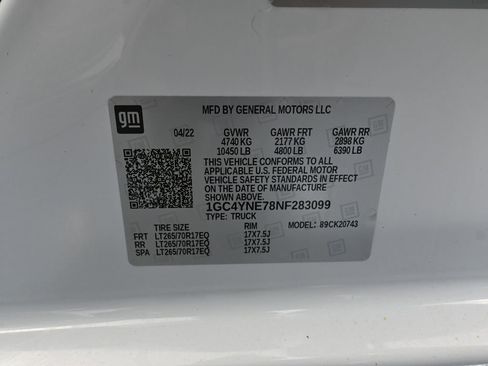 gm
MFD BY GENERAL MOTORS LLC
04/22 GVWR GAWR FRT GAWR RR
4740 KG 2177 KG 2898 KG
10450 LB 4800 LB 6390 LB
THIS VEHICLE CONFORMS TO ALL
APPLICABLE U.S. FEDERAL MOTOR
VEHICLE SAFETY STANDARDS IN
EFFECT ON THE DATE OF
MANUFACTURE SHOWN ABOVE.
1GC4YNE78NF283099
TYPE: TRUCK
TIRE SIZE RIM MODEL: 89CK20743
FRT LT265/70R17EQ 17X7.5J
RR LT265/70R17EQ 17X7.5J
SPA LT265/70R17EQ 17X7.5J